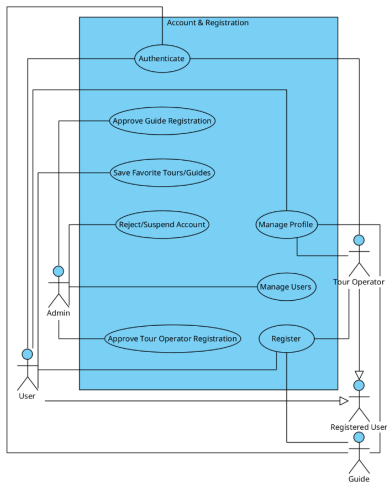 Account & Registration
Authenticate
Approve Guide Registration
Save Favorite Tours/Guides
Reject/Suspend Account
Manage Profile
Tour Operator
Manage Users
Admin
Approve Tour Operator Registration
Register
User
Registered User
Guide